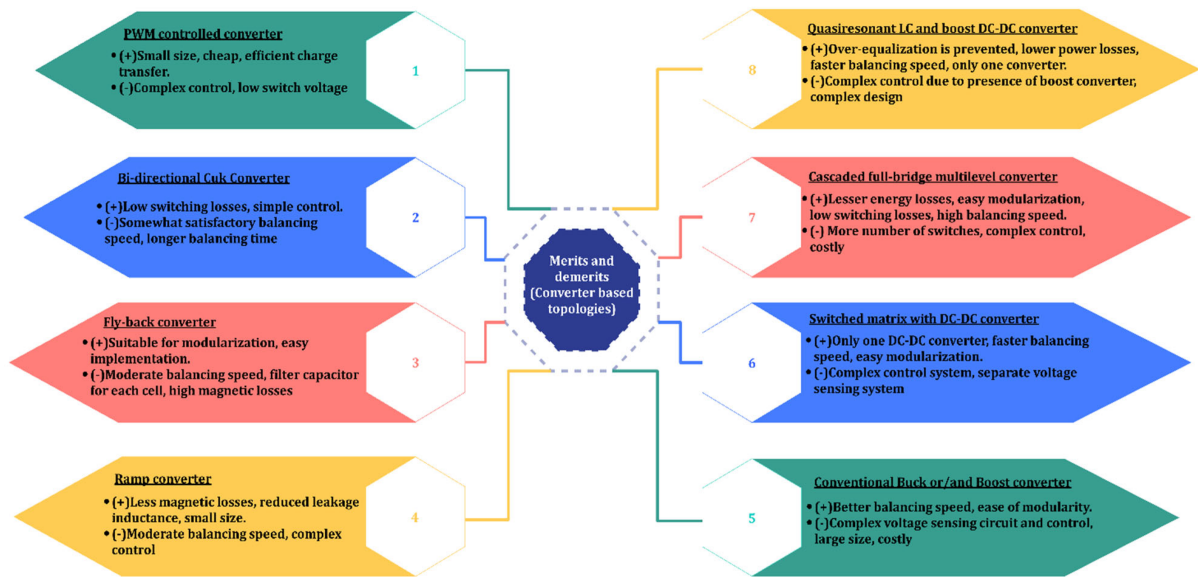 PWM controlled converter
• (+)Small size, cheap, efficient charge
transfer.
• (-)Complex control, low switch voltage
1
Bi-directional Cuk Converter
• (+)Low switching losses, simple control.
• (-)Somewhat satisfactory balancing
speed, longer balancing time
2
Fly-back converter
• (+)Suitable for modularization, easy
implementation.
• (-)Moderate balancing speed, filter capacitor
for each cell, high magnetic losses
3
Ramp converter
• (+)Less magnetic losses, reduced leakage
inductance, small size.
• (-)Moderate balancing speed, complex
control
4
Merits and
demerits
(Converter based
topologies)
Quasiresonant LC and boost DC-DC converter
• (+)Over-equalization is prevented, lower power losses,
faster balancing speed, only one converter.
• (-)Complex control due to presence of boost converter,
complex design
8
Cascaded full-bridge multilevel converter
• (+)Lesser energy losses, easy modularization,
low switching losses, high balancing speed.
• (-) More number of switches, complex control,
costly
7
Switched matrix with DC-DC converter
• (+)Only one DC-DC converter, faster balancing
speed, easy modularization.
• (-)Complex control system, separate voltage
sensing system
6
Conventional Buck or/and Boost converter
• (+)Better balancing speed, ease of modularity.
• (-)Complex voltage sensing circuit and control,
large size, costly
5